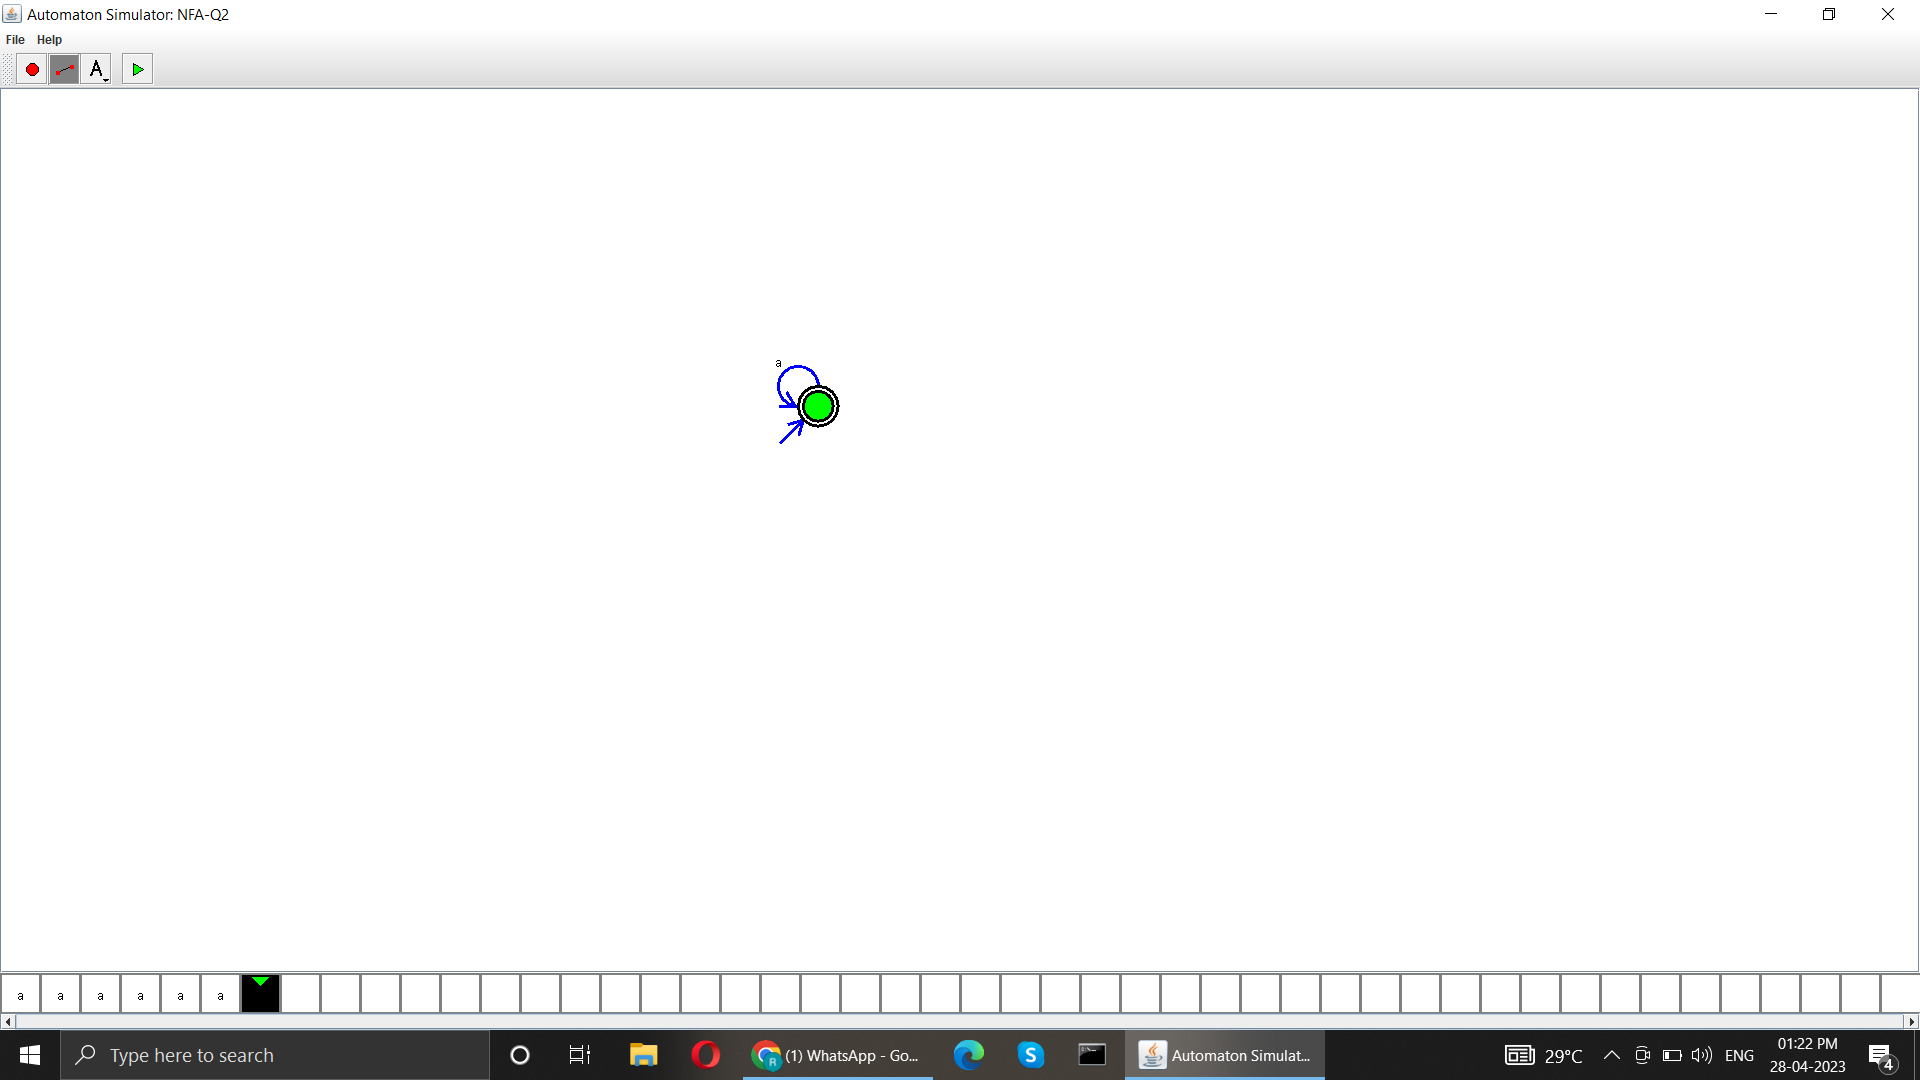 Automaton Simulator: NFA-Q2
File Help
A
a
a a a a a a
Type here to search
(1) WhatsApp - Go...
Automaton Simulat...
29°C
ENG
01:22 PM
28-04-2023
4